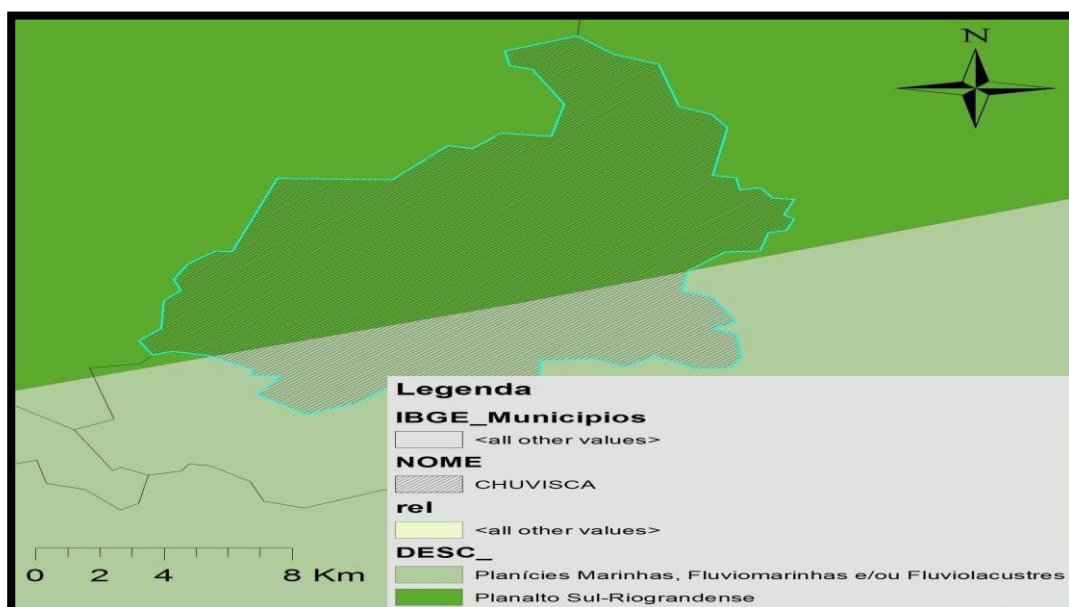 N
Legenda
IBGE_Municipios
<all other values>
NOME
CHUVISCA
rel
<all other values>
DESC_
Planícies Marinhas, Fluviomarinhas e/ou Fluviolacustres
Planalto Sul-Riograndense
0 2 4 8 Km